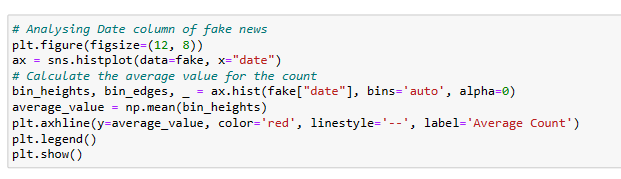 # Analysing Date column of fake news
plt.figure(figsize=(12, 8))
ax = sns.histplot(data=fake, x="date")
# Calculate the average value for the count
bin_heights, bin_edges, _ = ax.hist(fake["date"], bins='auto', alpha=0)
average_value = np.mean(bin_heights)
plt.axhline(y=average_value, color='red', linestyle='--', label='Average Count')
plt.legend()
plt.show()